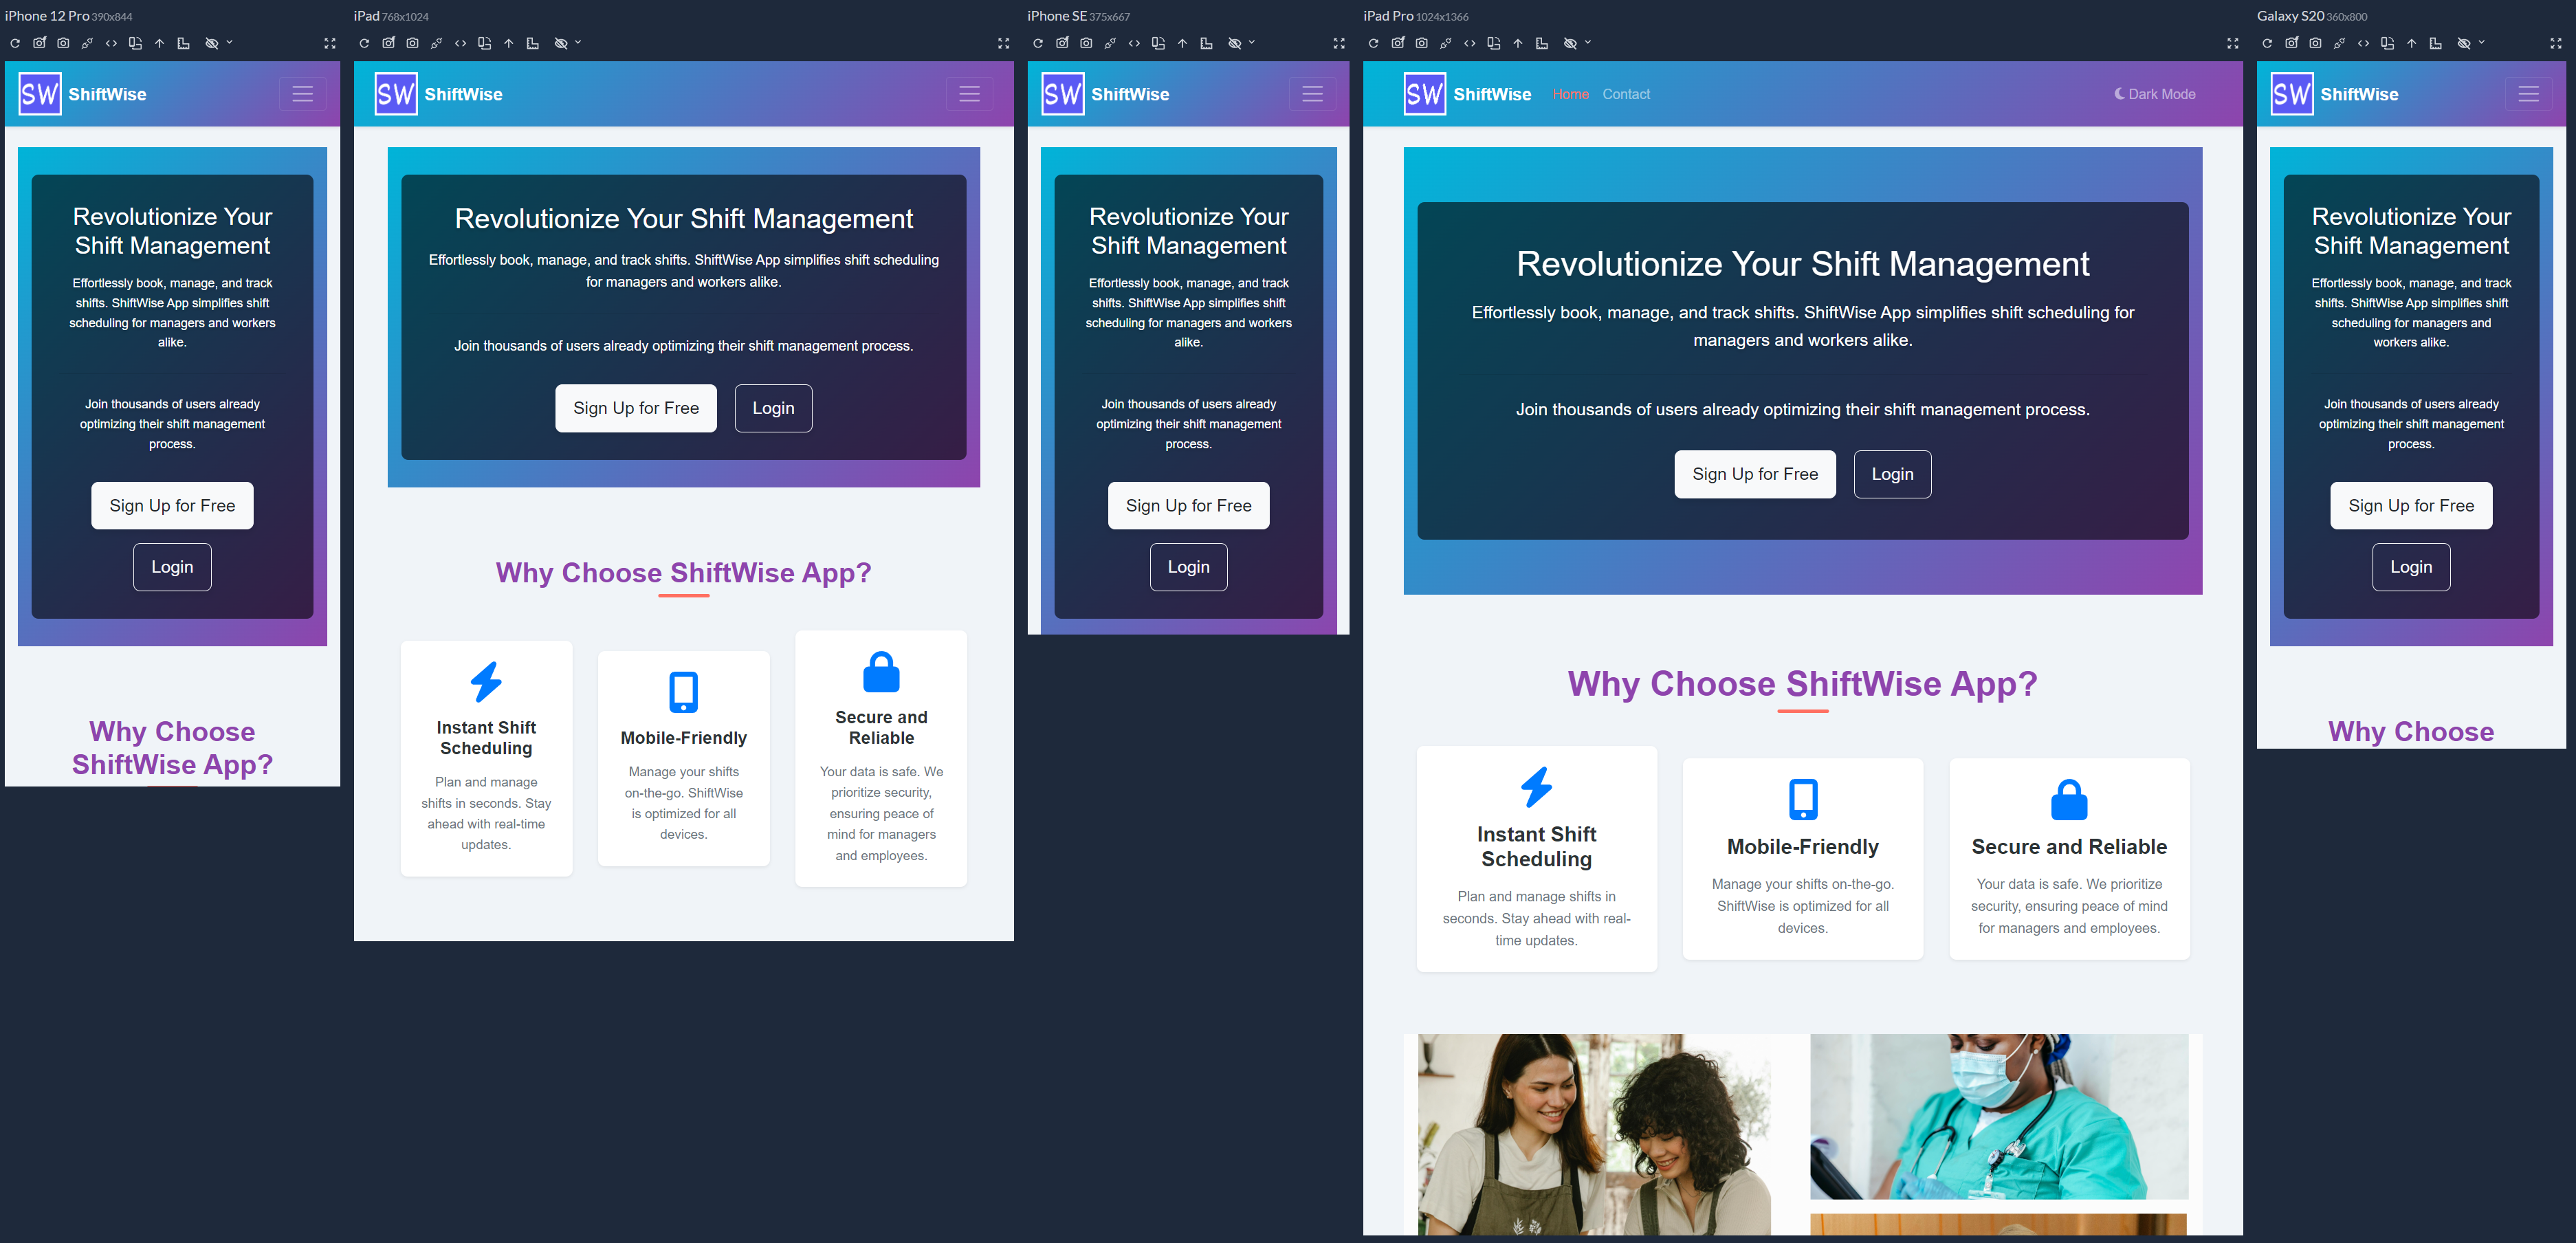 iPhone 12 Pro 390x844
SW ShiftWise
Revolutionize Your
Shift Management
Effortlessly book, manage, and track
shifts. ShiftWise App simplifies shift
scheduling for managers and workers
alike.
Join thousands of users already
optimizing their shift management
process.
Sign Up for Free
Login
Why Choose
ShiftWise App?
iPad 768x1024
SW ShiftWise
Revolutionize Your Shift Management
Effortlessly book, manage, and track shifts. ShiftWise App simplifies shift scheduling
for managers and workers alike.
Join thousands of users already optimizing their shift management process.
Sign Up for Free Login
Why Choose ShiftWise App?
Instant Shift
Scheduling
Plan and manage
shifts in seconds. Stay
ahead with real-time
updates.
Mobile-Friendly
Manage your shifts
on-the-go. ShiftWise
is optimized for all
devices.
Secure and
Reliable
Your data is safe. We
prioritize security,
ensuring peace of
mind for managers
and employees.
iPhone SE 375x667
SW ShiftWise
Revolutionize Your
Shift Management
Effortlessly book, manage, and track
shifts. ShiftWise App simplifies shift
scheduling for managers and workers
alike.
Join thousands of users already
optimizing their shift management
process.
Sign Up for Free
Login
iPad Pro 1024x1366
SW ShiftWise Home Contact Dark Mode
Revolutionize Your Shift Management
Effortlessly book, manage, and track shifts. ShiftWise App simplifies shift scheduling for
managers and workers alike.
Join thousands of users already optimizing their shift management process.
Sign Up for Free Login
Why Choose ShiftWise App?
Instant Shift
Scheduling
Plan and manage shifts in
seconds. Stay ahead with real-
time updates.
Mobile-Friendly
Manage your shifts on-the-go.
ShiftWise is optimized for all
devices.
Secure and Reliable
Your data is safe. We prioritize
security, ensuring peace of mind
for managers and employees.
Galaxy S20 360x800
SW ShiftWise
Revolutionize Your
Shift Management
Effortlessly book, manage, and track
shifts. ShiftWise App simplifies shift
scheduling for managers and
workers alike.
Join thousands of users already
optimizing their shift management
process.
Sign Up for Free
Login
Why Choose